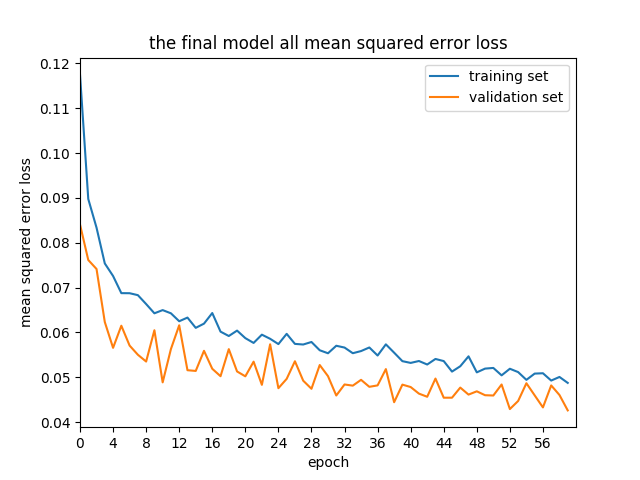 the final model all mean squared error loss
training set
validation set
0.12
0.11
0.10
0.09
0.08
0.07
0.06
0.05
0.04
mean squared error loss
0 4 8 12 16 20 24 28 32 36 40 44 48 52 56
epoch